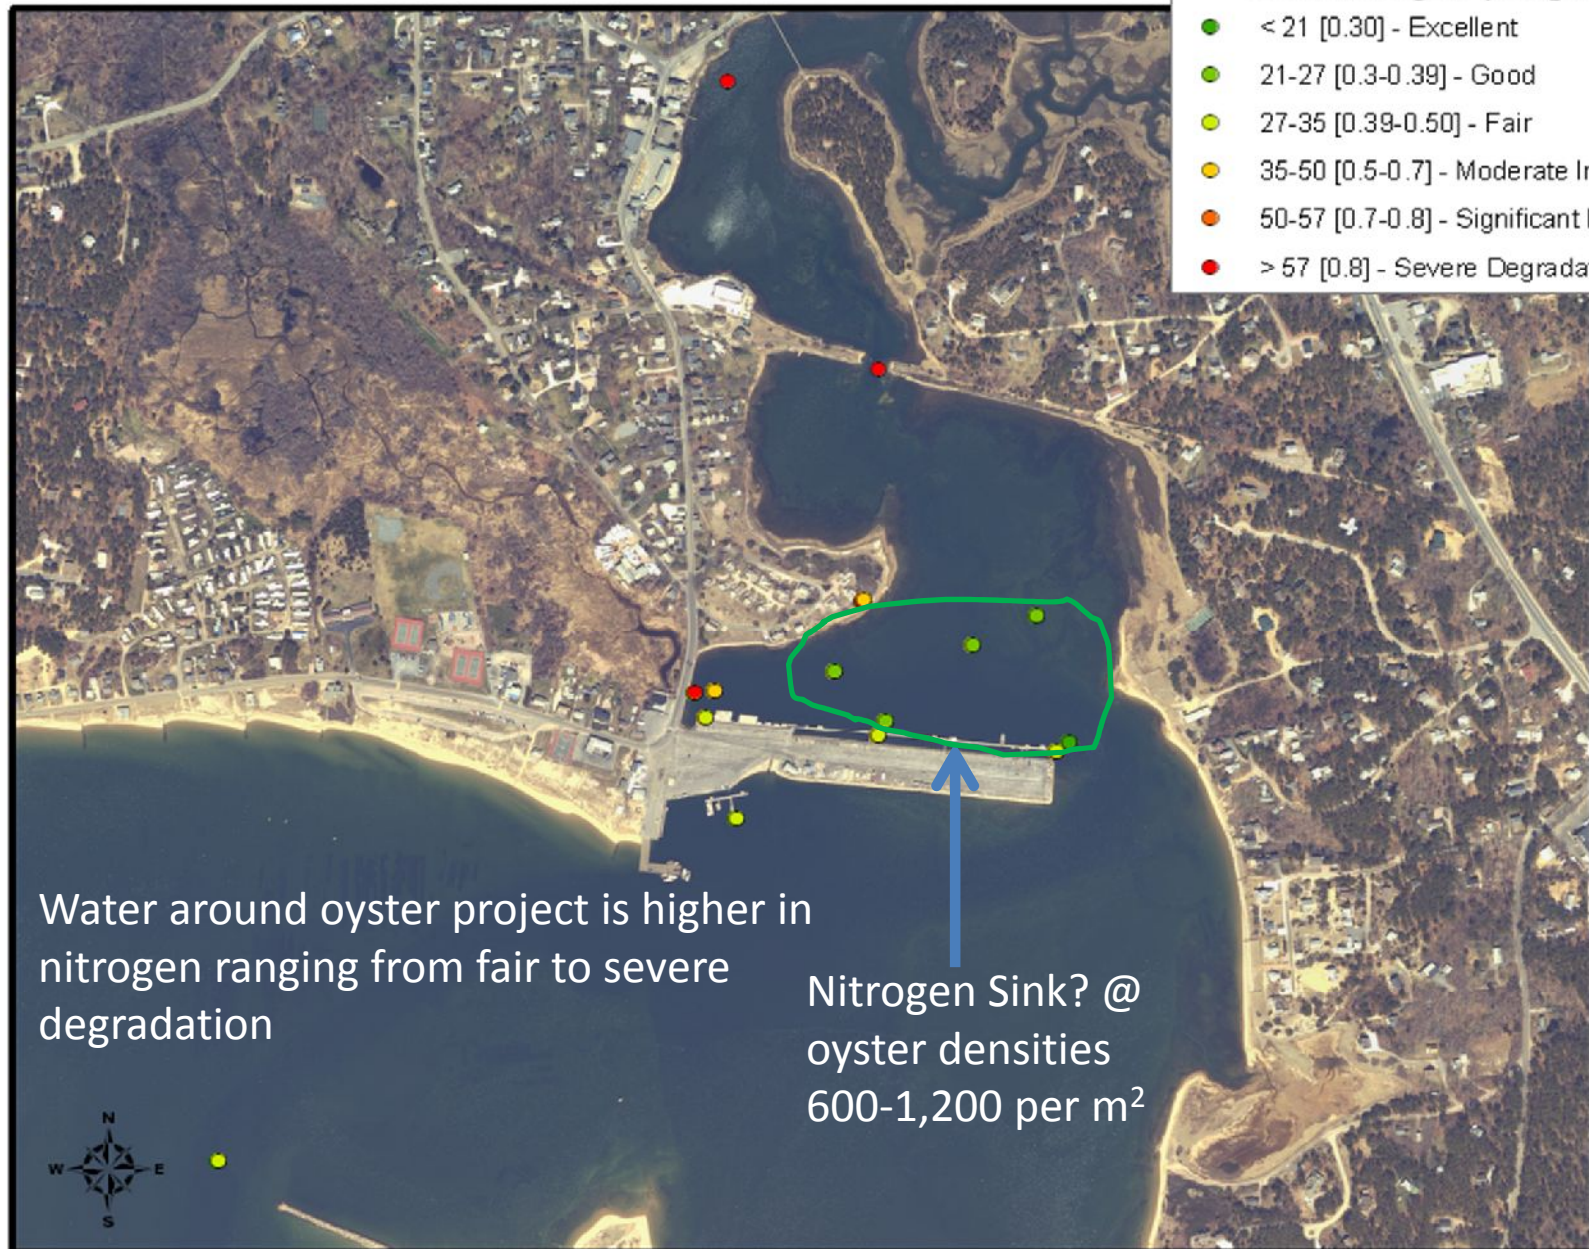 < 21 [0.30] - Excellent
21-27 [0.3-0.39] - Good
27-35 [0.39-0.50] - Fair
35-50 [0.5-0.7] - Moderate
50-57 [0.7-0.8] - Significant
> 57 [0.8] - Severe
Water around oyster project is higher in
nitrogen ranging from fair to severe
degradation
Nitrogen Sink? @
oyster densities
600-1,200 per m²
N
W E
S